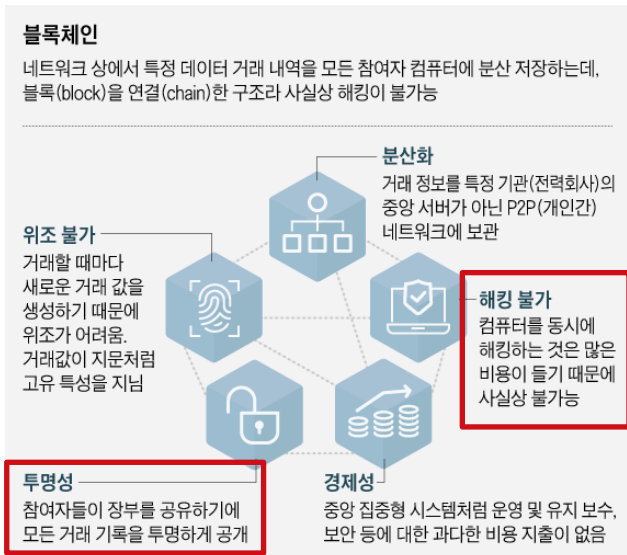 블록체인
네트워크 상에서 특정 데이터 거래 내역을 모든 참여자 컴퓨터에 분산 저장하는데,
블록(block)을 연결(chain)한 구조라 사실상 해킹이 불가능
분산화
거래 정보를 특정 기관(전력회사)의
중앙 서버가 아닌 P2P(개인간)
네트워크에 보관
위조 불가
거래할 때마다
새로운 거래 값을
생성하기 때문에
위조가 어려움.
거래값이 지문처럼
고유 특성을 지님
해킹 불가
컴퓨터를 동시에
해킹하는 것은 많은
비용이 들기 때문에
사실상 불가능
투명성
참여자들이 장부를 공유하기에
모든 거래 기록을 투명하게 공개
경제성
중앙 집중형 시스템처럼 운영 및 유지 보수,
보안 등에 대한 과다한 비용 지출이 없음